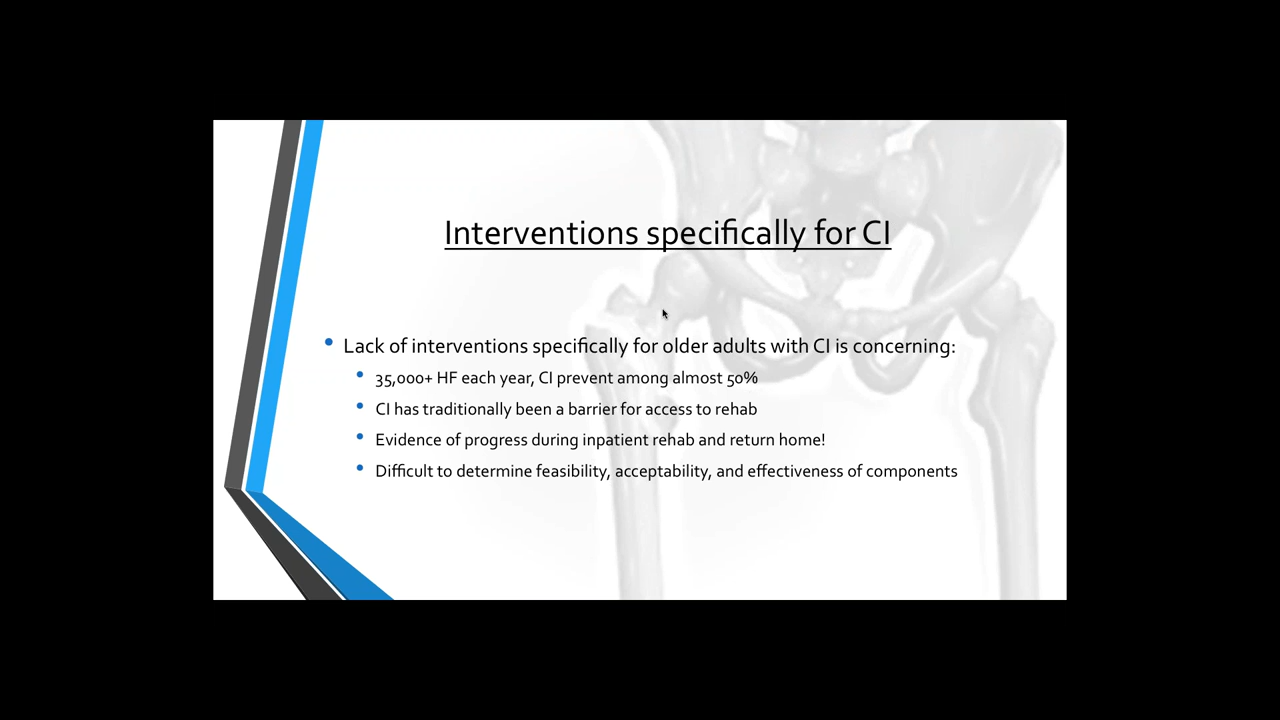 Interventions specifically for CI
• Lack of interventions specifically for older adults with CI is concerning:
• 35,000+ HF each year, CI prevent among almost 50%
• CI has traditionally been a barrier for access to rehab
• Evidence of progress during inpatient rehab and return home!
• Difficult to determine feasibility, acceptability, and effectiveness of components